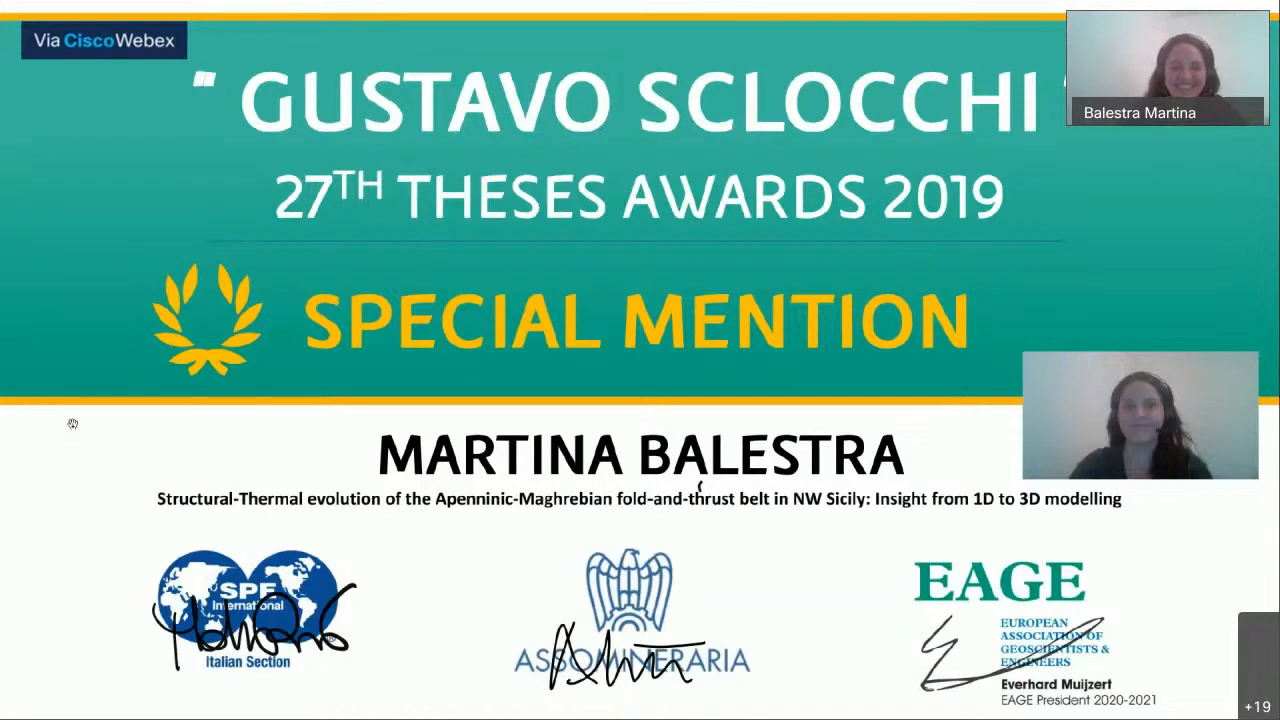 Via CiscoWebex
" GUSTAVO SCLOCCHI "
27TH THESES AWARDS 2019
Balestra Martina
SPECIAL MENTION
MARTINA BALESTRA
Structural-Thermal evolution of the Apenninic-Maghrebian fold-and-thrust belt in NW Sicily: Insight from 1D to 3D modelling
SPE
International
Italian Section
ASSOMINERARIA
EAGE
EUROPEAN
ASSOCIATION OF
GEOSCIENTISTS &
ENGINEERS
Everhard Muijzert
EAGE President 2020-2021
+19